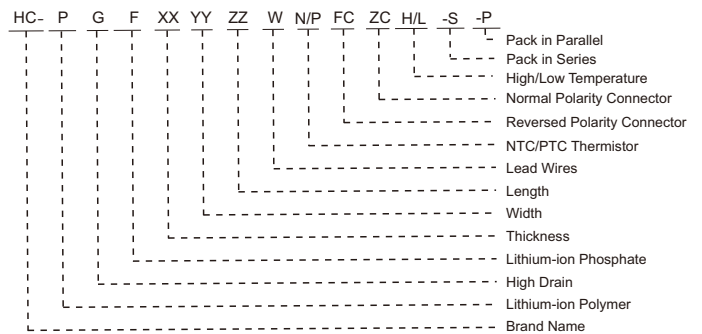 HC- P G F XX YY ZZ W N/P FC ZC H/L -S -P
Pack in Parallel
Pack in Series
High/Low Temperature
Normal Polarity Connector
Reversed Polarity Connector
NTC/PTC Thermistor
Lead Wires
Length
Width
Thickness
Lithium-ion Phosphate
High Drain
Lithium-ion Polymer
Brand Name